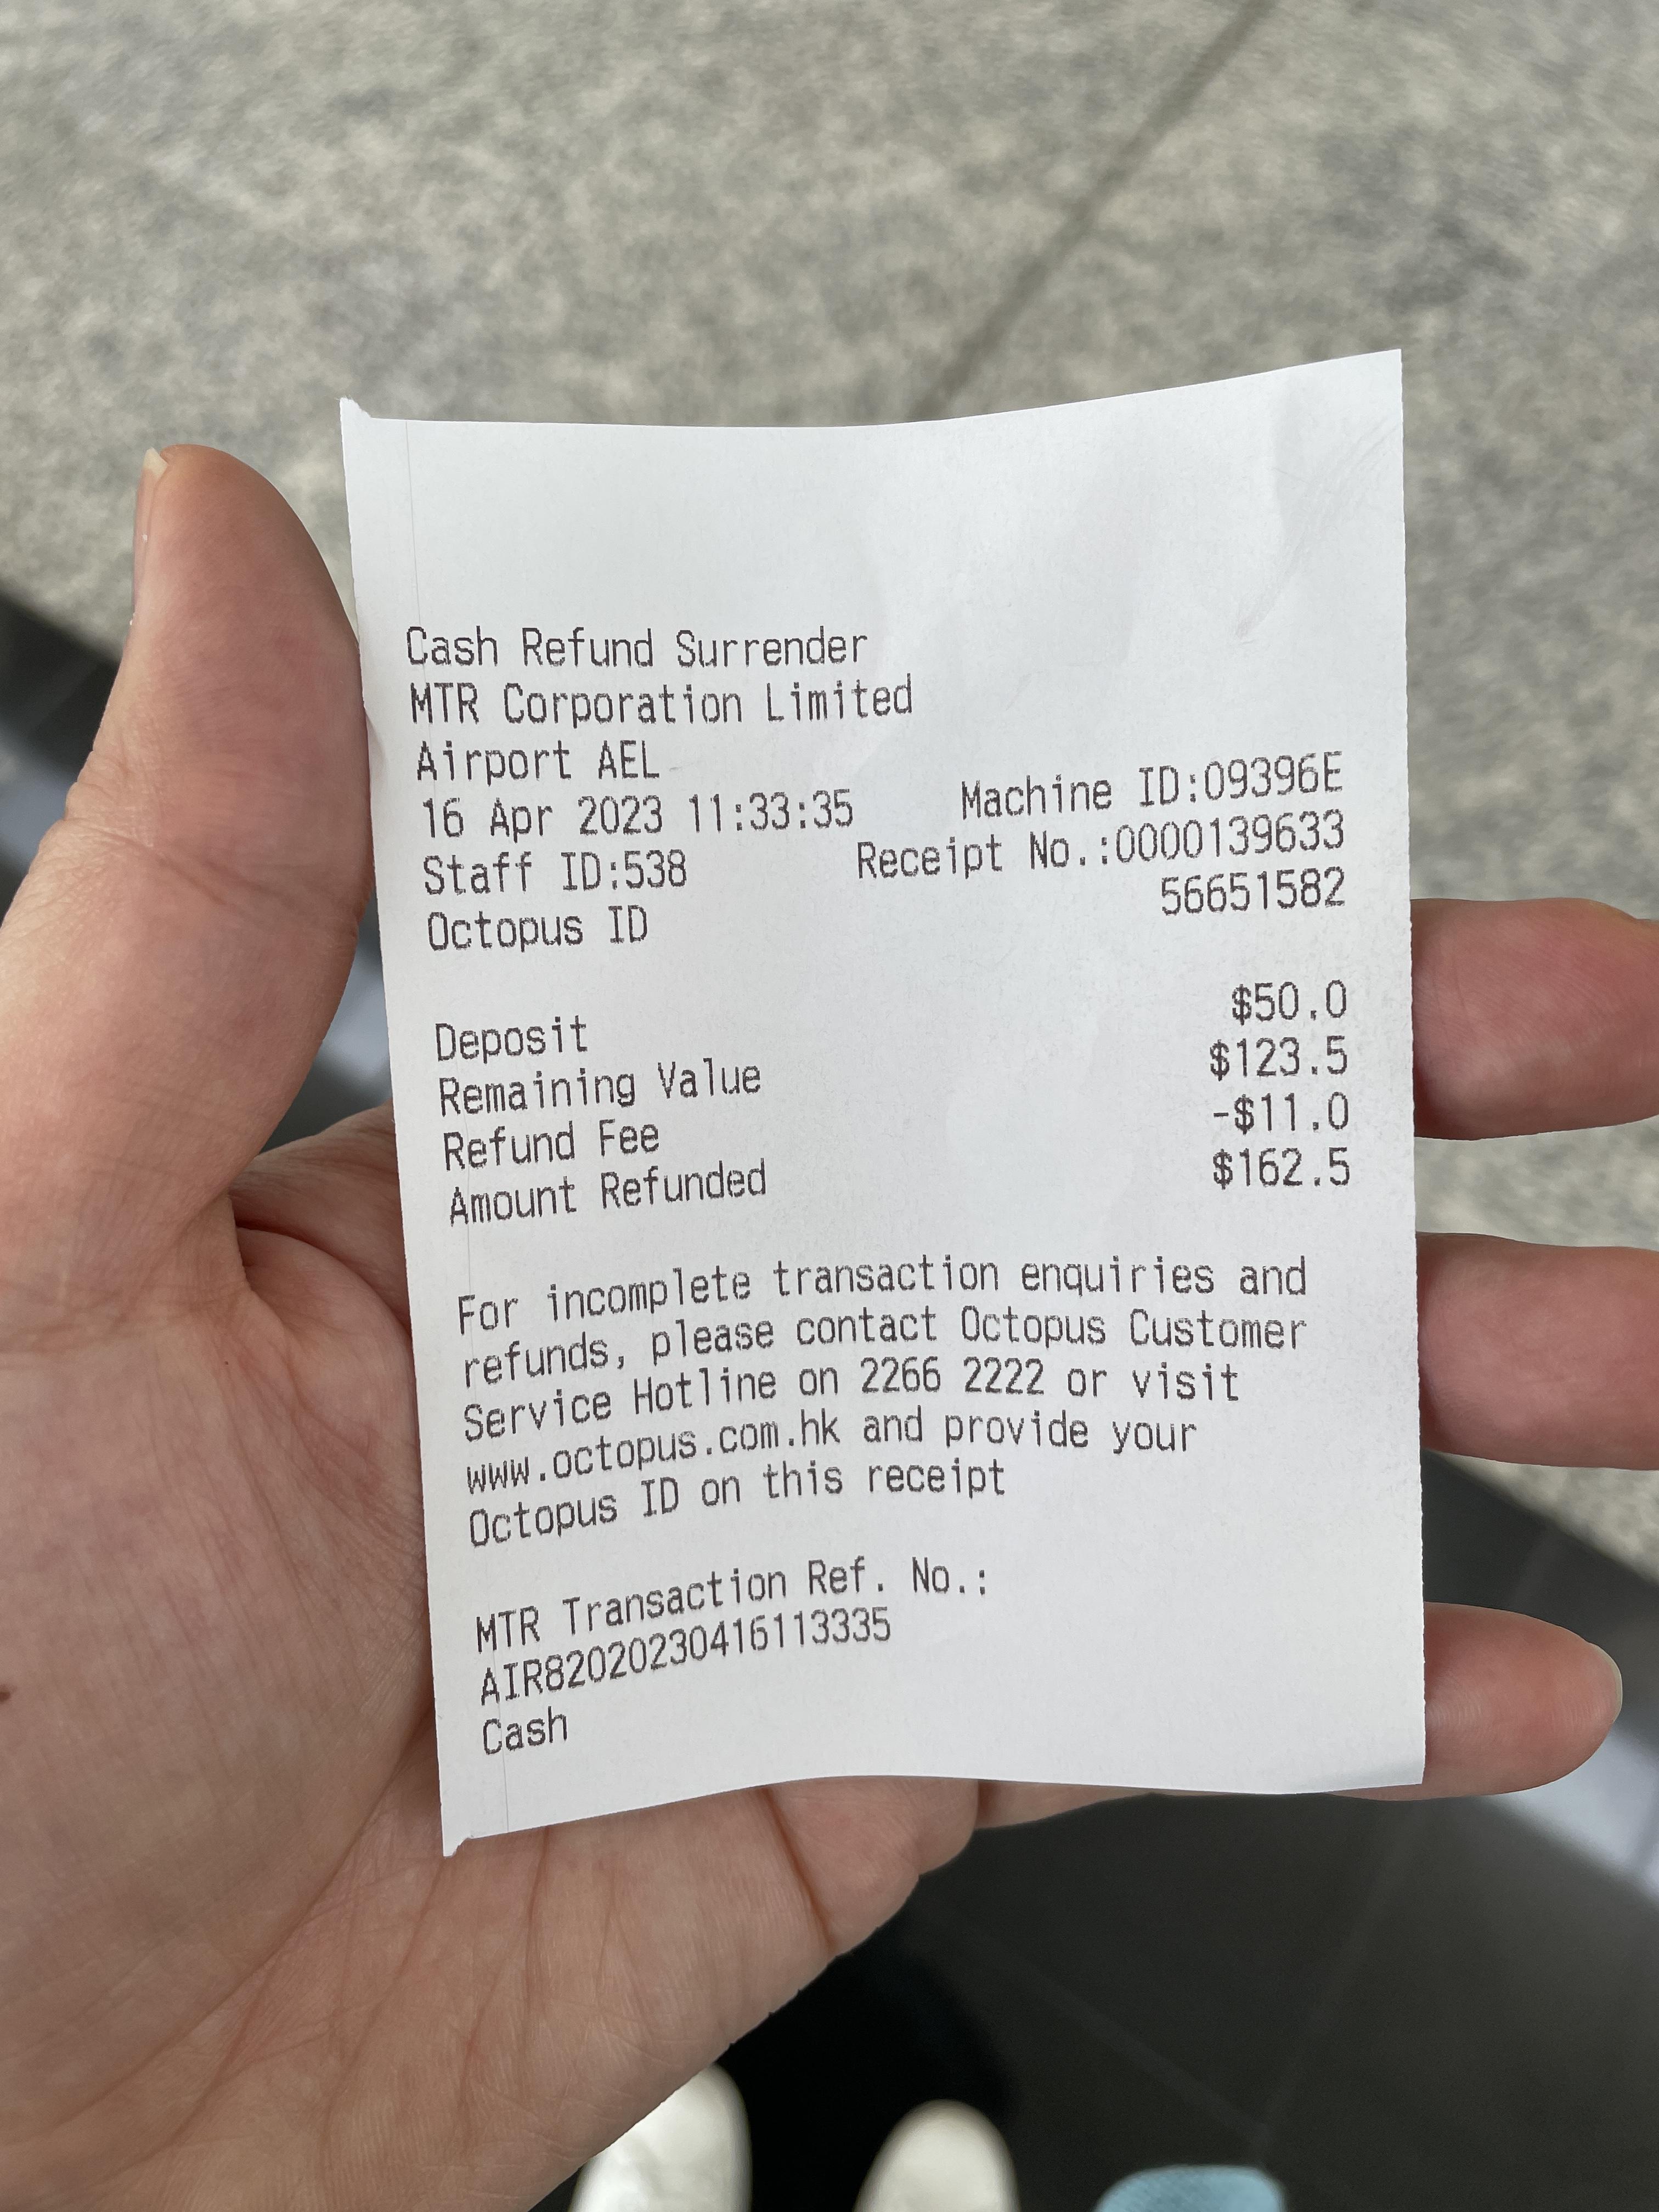 Cash Refund Surrender
MTR Corporation Limited
Airport AEL
16 Apr 2023 11:33:35 Machine ID:09396E
Staff ID:538 Receipt No.:0000139633
Octopus ID 56651582
Deposit $50.0
Remaining Value $123.5
Refund Fee -$11.0
Amount Refunded $162.5
For incomplete transaction enquiries and
refunds, please contact Octopus Customer
Service Hotline on 2266 2222 or visit
www.octopus.com.hk and provide your
Octopus ID on this receipt
MTR Transaction Ref. No.:
AIR82020230416113335
Cash